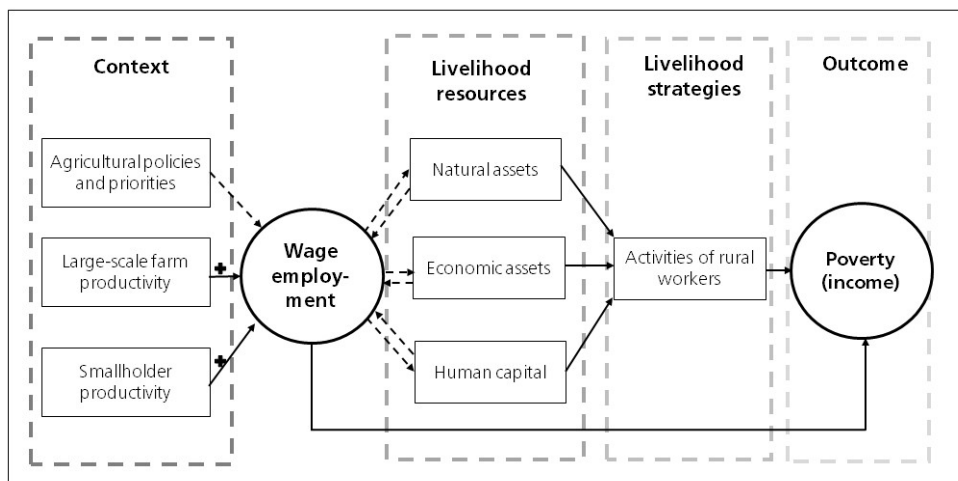 Context
Livelihood
resources
Livelihood
strategies
Outcome
Agricultural policies
and priorities
Large-scale farm
productivity
Smallholder
productivity
+
+
Wage
employ-
ment
Natural assets
Economic assets
Human capital
Activities of rural
workers
Poverty
(income)